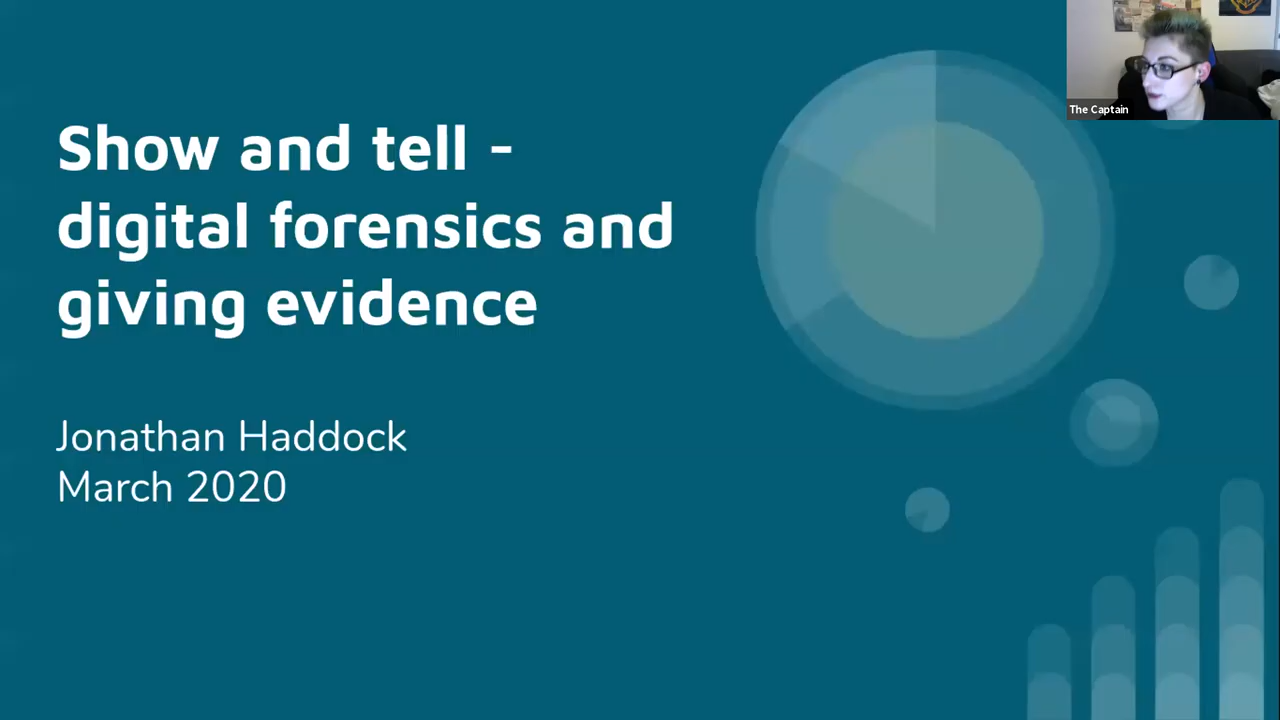 Show and tell -
digital forensics and
giving evidence
Jonathan Haddock
March 2020
The Captain